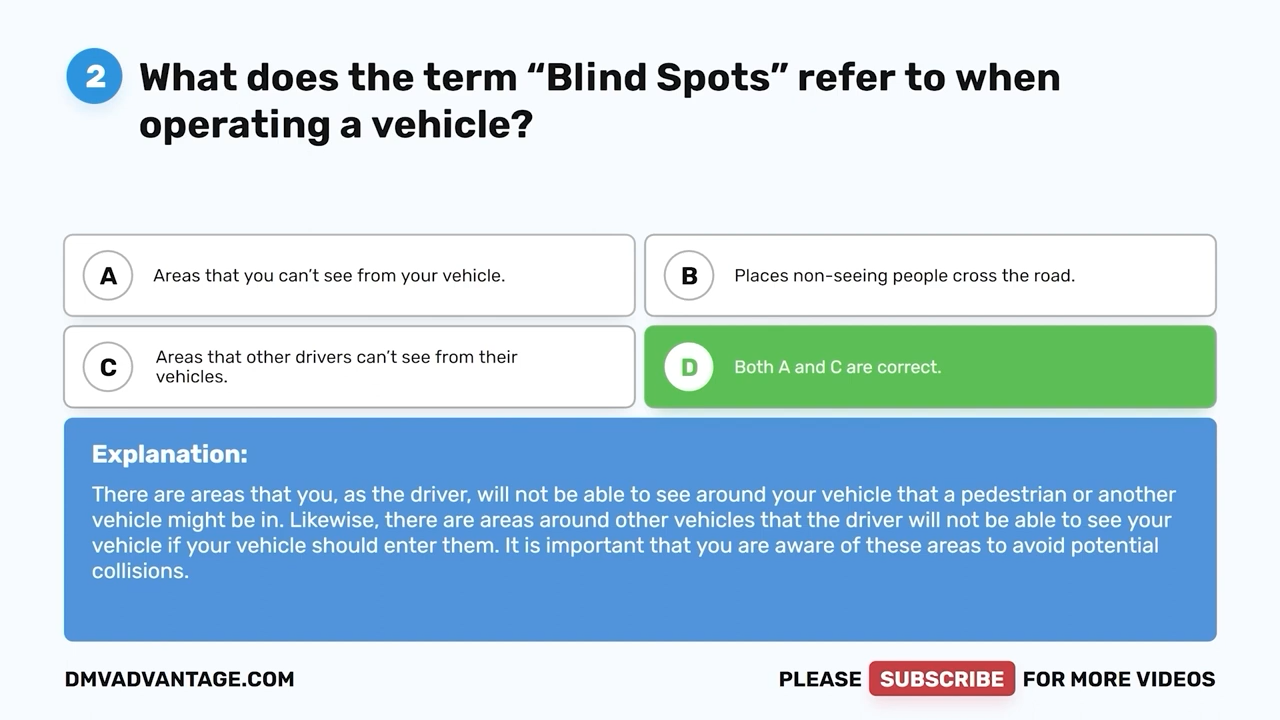 2
What does the term “Blind Spots” refer to when
operating a vehicle?
A
Areas that you can’t see from your vehicle.
B
Places non-seeing people cross the road.
C
Areas that other drivers can’t see from their
vehicles.
D
Both A and C are correct.
Explanation:
There are areas that you, as the driver, will not be able to see around your vehicle that a pedestrian or another
vehicle might be in. Likewise, there are areas around other vehicles that the driver will not be able to see your
vehicle if your vehicle should enter them. It is important that you are aware of these areas to avoid potential
collisions.
DMVADVANTAGE.COM
PLEASE SUBSCRIBE FOR MORE VIDEOS